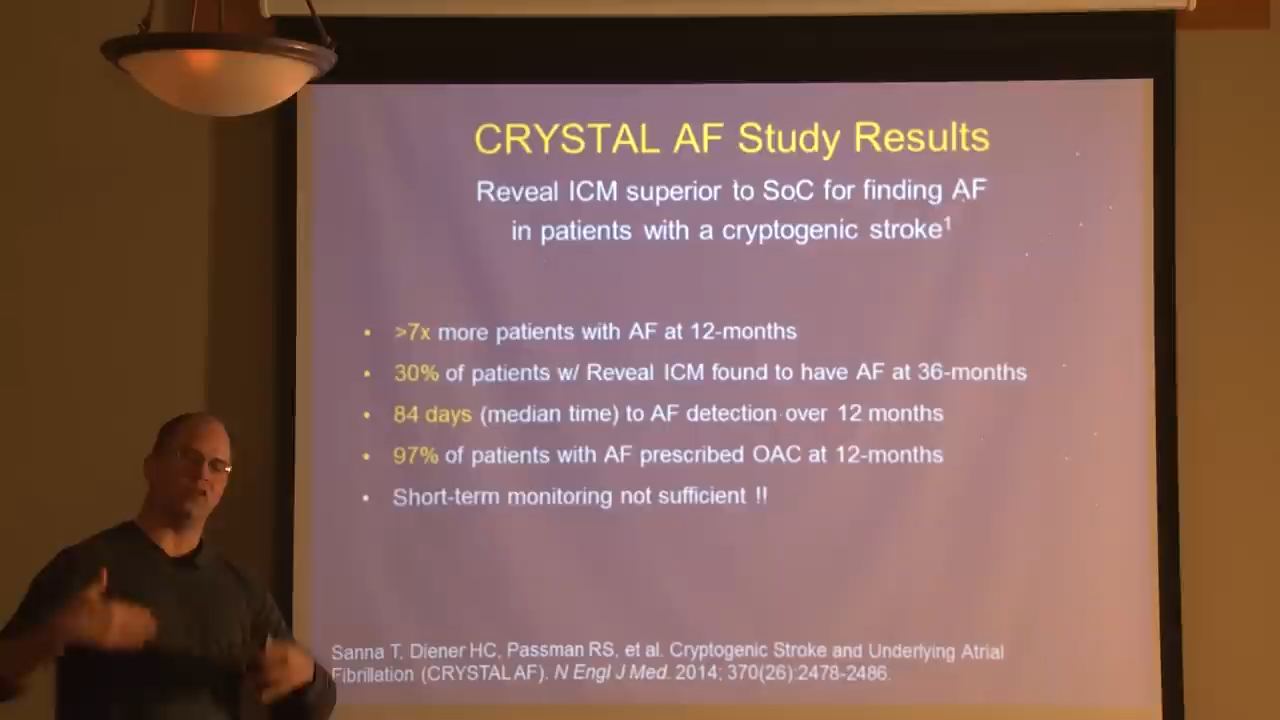 CRYSTAL AF Study Results
Reveal ICM superior to SoC for finding AF
in patients with a cryptogenic stroke¹
• >7x more patients with AF at 12-months
• 30% of patients w/ Reveal ICM found to have AF at 36-months
• 84 days (median time) to AF detection over 12 months
• 97% of patients with AF prescribed OAC at 12-months
• Short-term monitoring not sufficient !!
Sanna T, Diener HC, Passman RS, et al. Cryptogenic Stroke and Underlying Atrial
Fibrillation (CRYSTAL AF). N Engl J Med. 2014; 370(26):2478-2486.